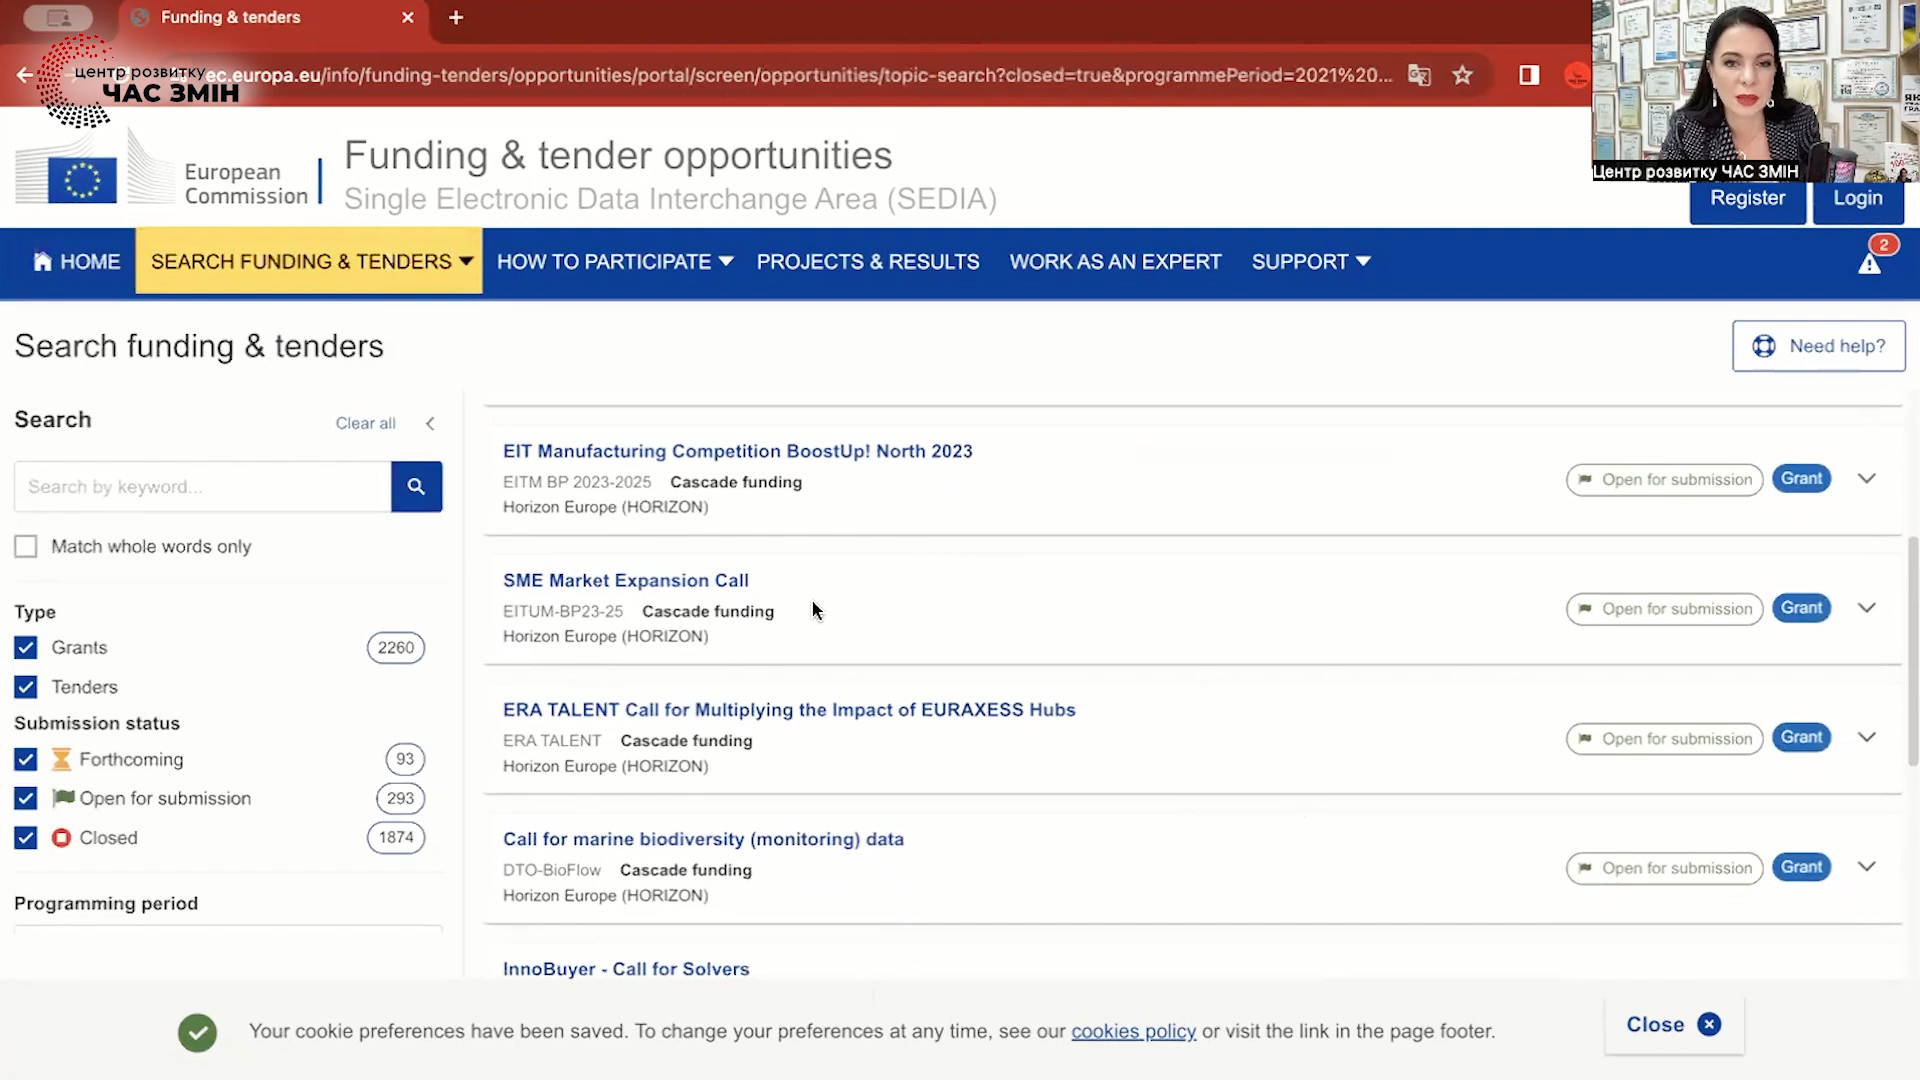 Funding & tenders
центр розвитку
ЧАС ЗМІН
ec.europa.eu/info/funding-tenders/opportunities/portal/screen/opportunities/topic-search?closed=true&programmePeriod=2021%20...
European
Commission
Funding & tender opportunities
Single Electronic Data Interchange Area (SEDIA)
Центр розвитку ЧАС ЗМІН
Register
Login
HOME
SEARCH FUNDING & TENDERS
HOW TO PARTICIPATE
PROJECTS & RESULTS
WORK AS AN EXPERT
SUPPORT
2
Search funding & tenders
Need help?
Search
Clear all
Search by keyword...
Match whole words only
Type
Grants
2260
Tenders
Submission status
Forthcoming
93
Open for submission
293
Closed
1874
Programming period
EIT Manufacturing Competition BoostUp! North 2023
EITM BP 2023-2025 Cascade funding
Horizon Europe (HORIZON)
Open for submission
Grant
SME Market Expansion Call
EITUM-BP23-25 Cascade funding
Horizon Europe (HORIZON)
Open for submission
Grant
ERA TALENT Call for Multiplying the Impact of EURAXESS Hubs
ERA TALENT Cascade funding
Horizon Europe (HORIZON)
Open for submission
Grant
Call for marine biodiversity (monitoring) data
DTO-BioFlow Cascade funding
Horizon Europe (HORIZON)
Open for submission
Grant
InnoBuyer - Call for Solvers
Your cookie preferences have been saved. To change your preferences at any time, see our cookies policy or visit the link in the page footer.
Close